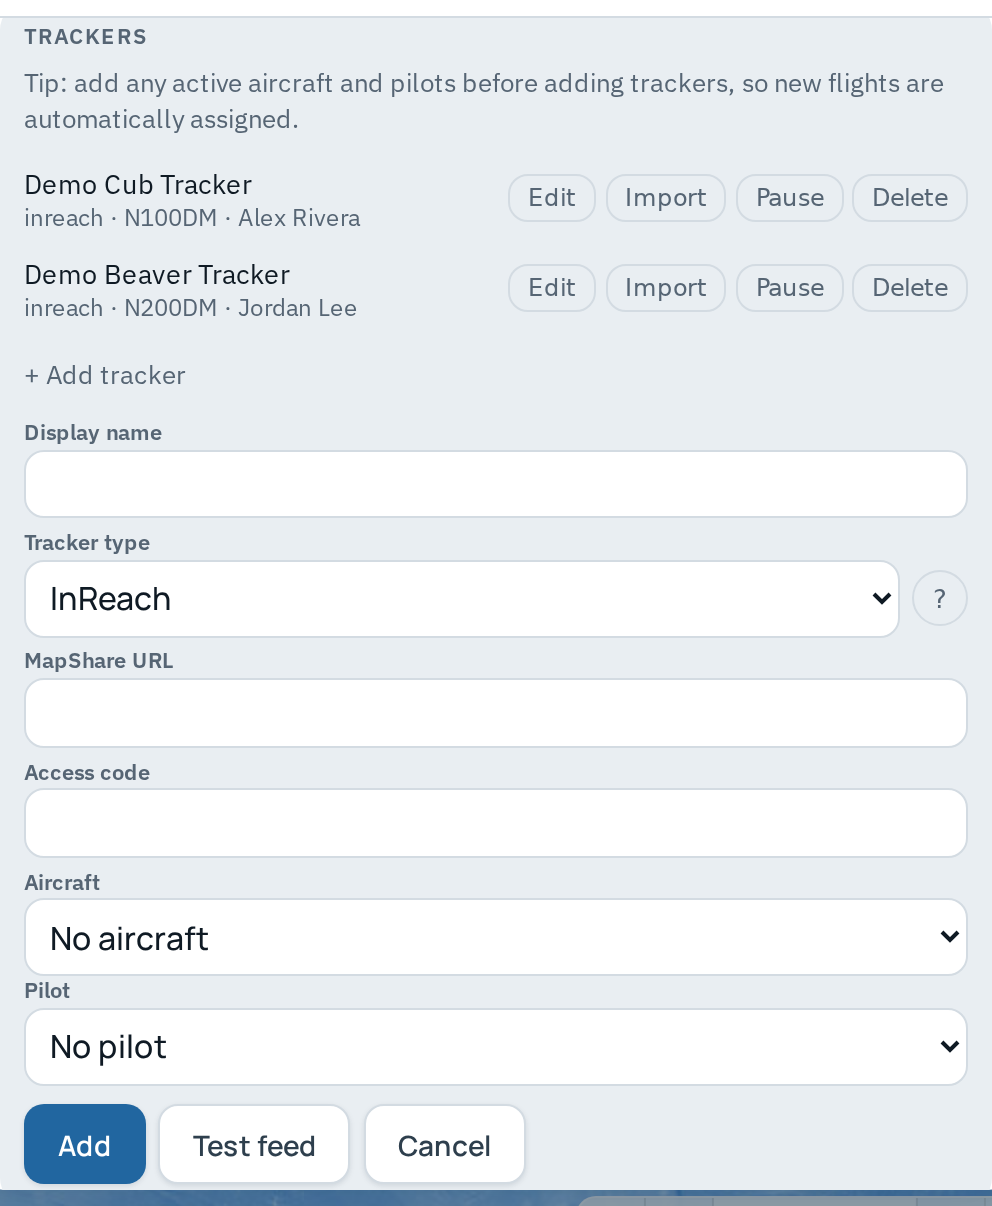 TRACKERS
Tip: add any active aircraft and pilots before adding trackers, so new flights are
automatically assigned.
Demo Cub Tracker
inreach · N100DM · Alex Rivera
Edit Import Pause Delete
Demo Beaver Tracker
inreach · N200DM · Jordan Lee
Edit Import Pause Delete
+ Add tracker
Display name
Tracker type
InReach ?
MapShare URL
Access code
Aircraft
No aircraft
Pilot
No pilot
Add Test feed Cancel